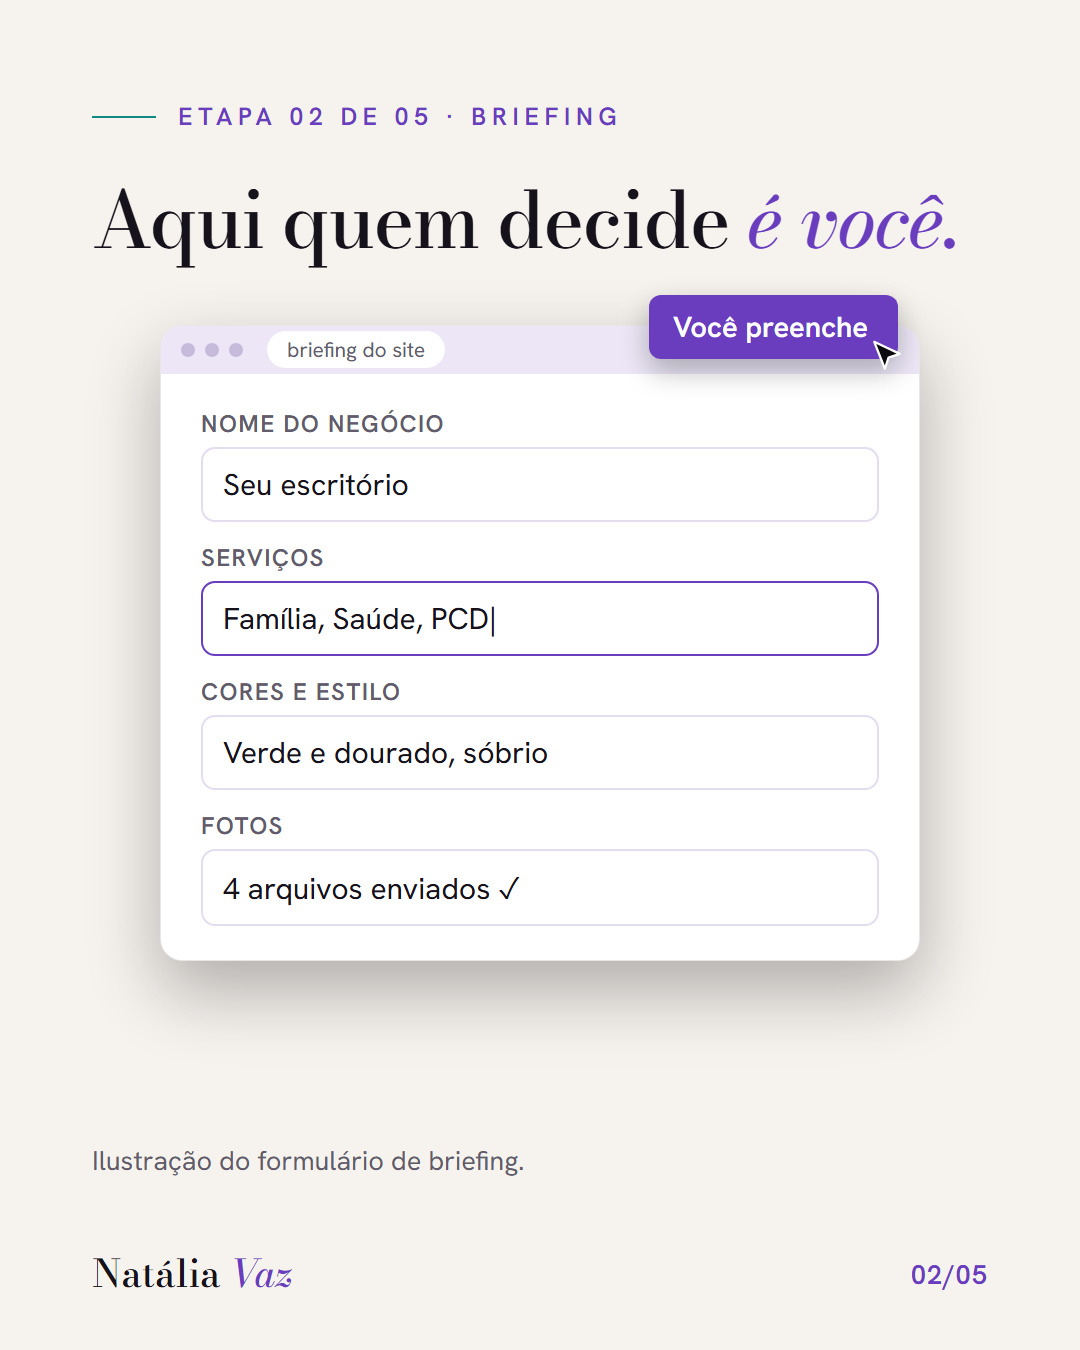 ETAPA 02 DE 05 · BRIEFING
Aqui quem decide é você.
Você preenche
briefing do site
NOME DO NEGÓCIO
Seu escritório
SERVIÇOS
Família, Saúde, PCD|
CORES E ESTILO
Verde e dourado, sóbrio
FOTOS
4 arquivos enviados ✓
Ilustração do formulário de briefing.
Natália Vaz
02/05